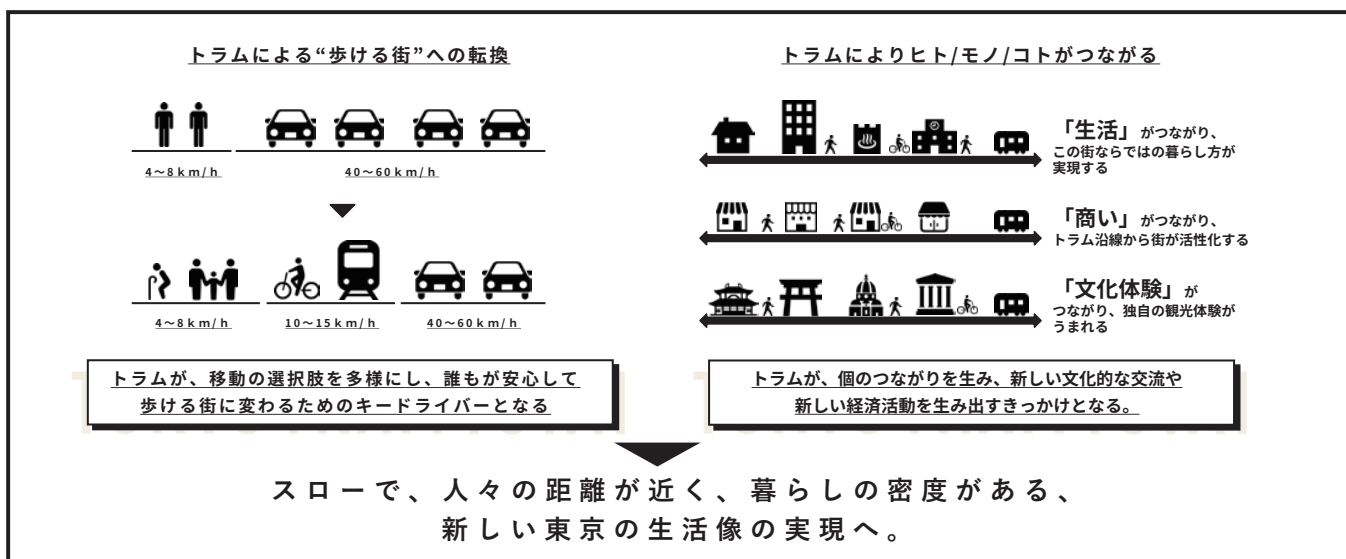 トラムによる“歩ける街”への転換
4〜8km/h
40〜60km/h
4〜8km/h
10〜15km/h
40〜60km/h
トラムが、移動の選択肢を多様にし、誰もが安心して
歩ける街に変わるためのキードライバーとなる
トラムによりヒト/モノ/コトがつながる
「生活」がつながり、
この街ならではの暮らし方が
実現する
「商い」がつながり、
トラム沿線から街が活性化する
「文化体験」が
つながり、独自の観光体験が
うまれる
トラムが、個のつながりを生み、新しい文化的な交流や
新しい経済活動を生み出すきっかけとなる。
スローで、人々の距離が近く、暮らしの密度がある、
新しい東京の生活像の実現へ。